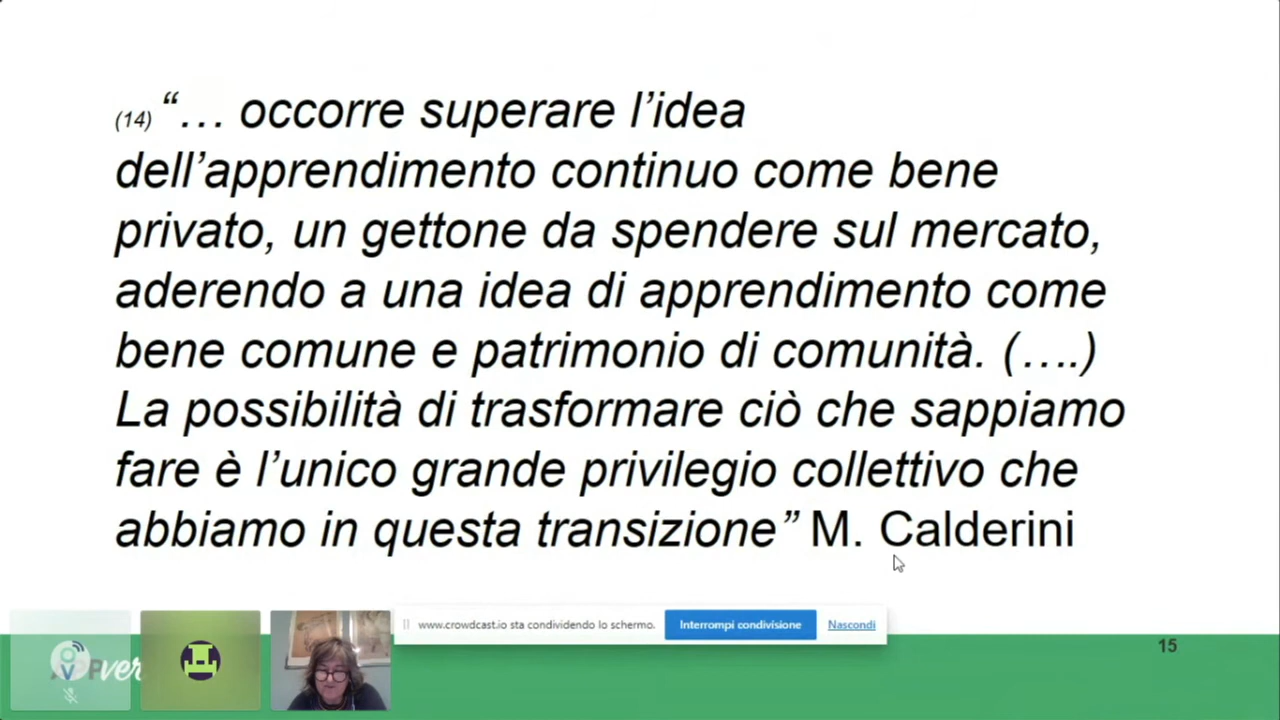 (14) “… occorre superare l’idea
dell’apprendimento continuo come bene
privato, un gettone da spendere sul mercato,
aderendo a una idea di apprendimento come
bene comune e patrimonio di comunità. (….)
La possibilità di trasformare ciò che sappiamo
fare è l’unico grande privilegio collettivo che
abbiamo in questa transizione” M. Calderini
www.crowdcast.io sta condividendo lo schermo.
Interrompi condivisione
Nascondi
15